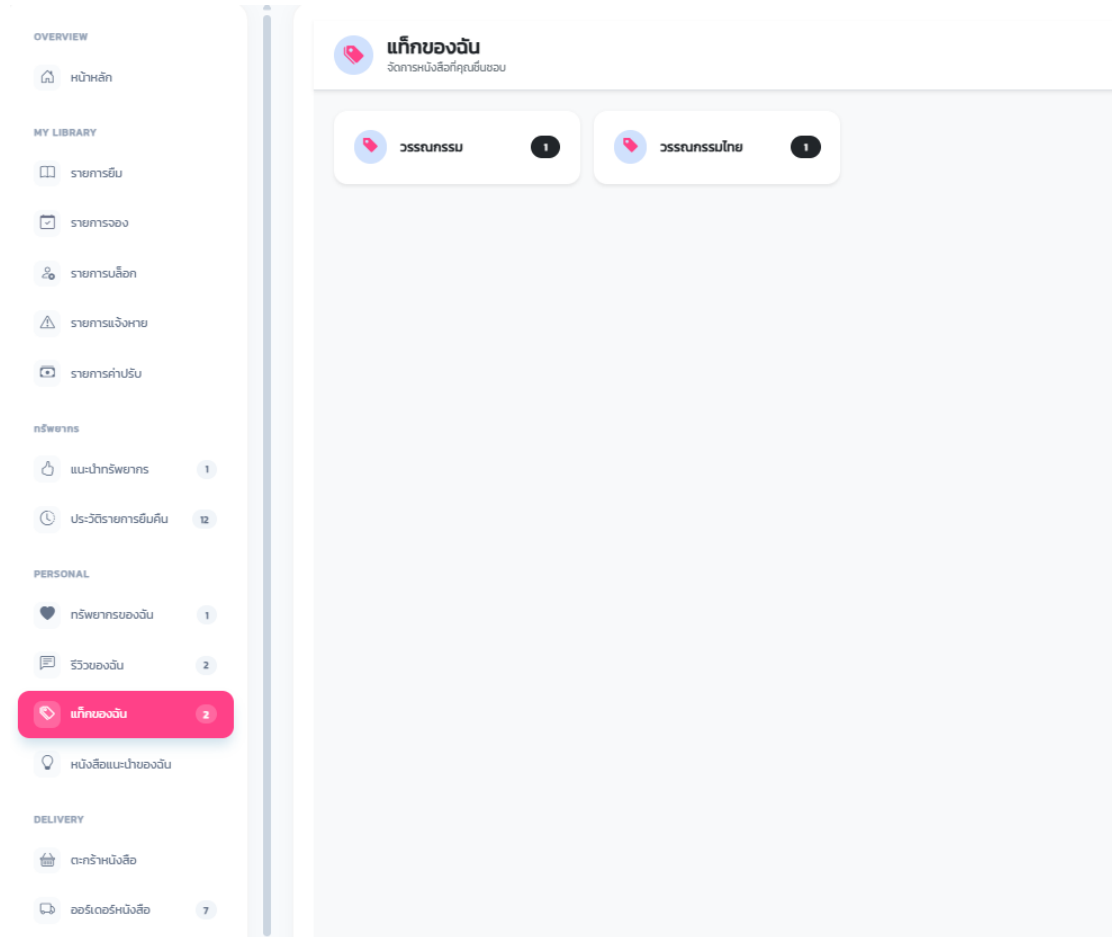 OVERVIEW
หน้าหลัก
MY LIBRARY
รายการยืม
รายการจอง
รายการบล็อก
รายการแจ้งหาย
รายการค่าปรับ
ทรัพยากร
แนะนำทรัพยากร 1
ประวัติรายการยืมคืน 12
PERSONAL
ทรัพยากรของฉัน 1
รีวิวของฉัน 2
แท็กของฉัน 2
หนังสือแนะนำของฉัน
DELIVERY
ตะกร้าหนังสือ
ออร์เดอร์หนังสือ 7
แท็กของฉัน
จัดการหนังสือที่คุณชื่นชอบ
วรรณกรรม 1
วรรณกรรมไทย 1